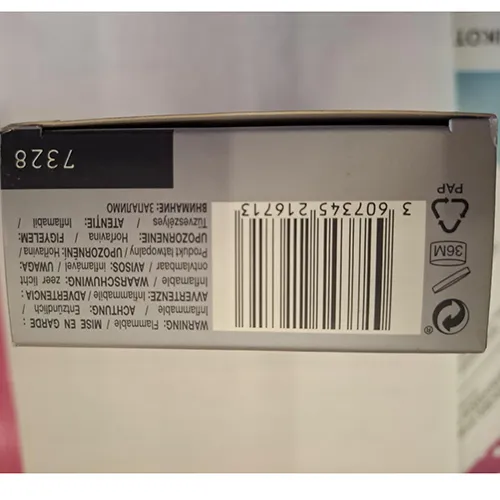 WARNING: Flammable / MISE EN GARDE :
Inflammable / ACHTUNG: Entzündlich /
AVVERTENZE: Infiammabile / ADVERTENCIA :
Inflamable / WAARSCHUWING: zeer licht
ontvlambaar / AVISOS: inflamável / UWAGA:
Produkt łatwopalny / UPOZORNĚNÍ: Hořlavina
UPOZORNENIE: Horľavina / FIGYELEM:
Tűzveszélyes / ATENŢIE: Inflamabil /
ВНИМАНИЕ: ЗАПАЛИМО
7328
3 607345 216713
36M
PAP